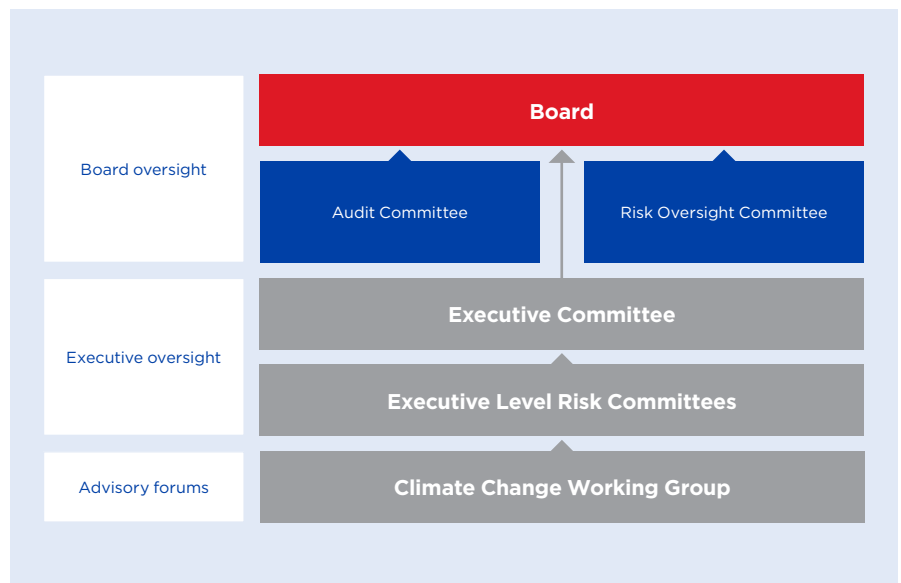 Board oversight
Board
Audit Committee
Risk Oversight Committee
Executive oversight
Executive Committee
Executive Level Risk Committees
Advisory forums
Climate Change Working Group